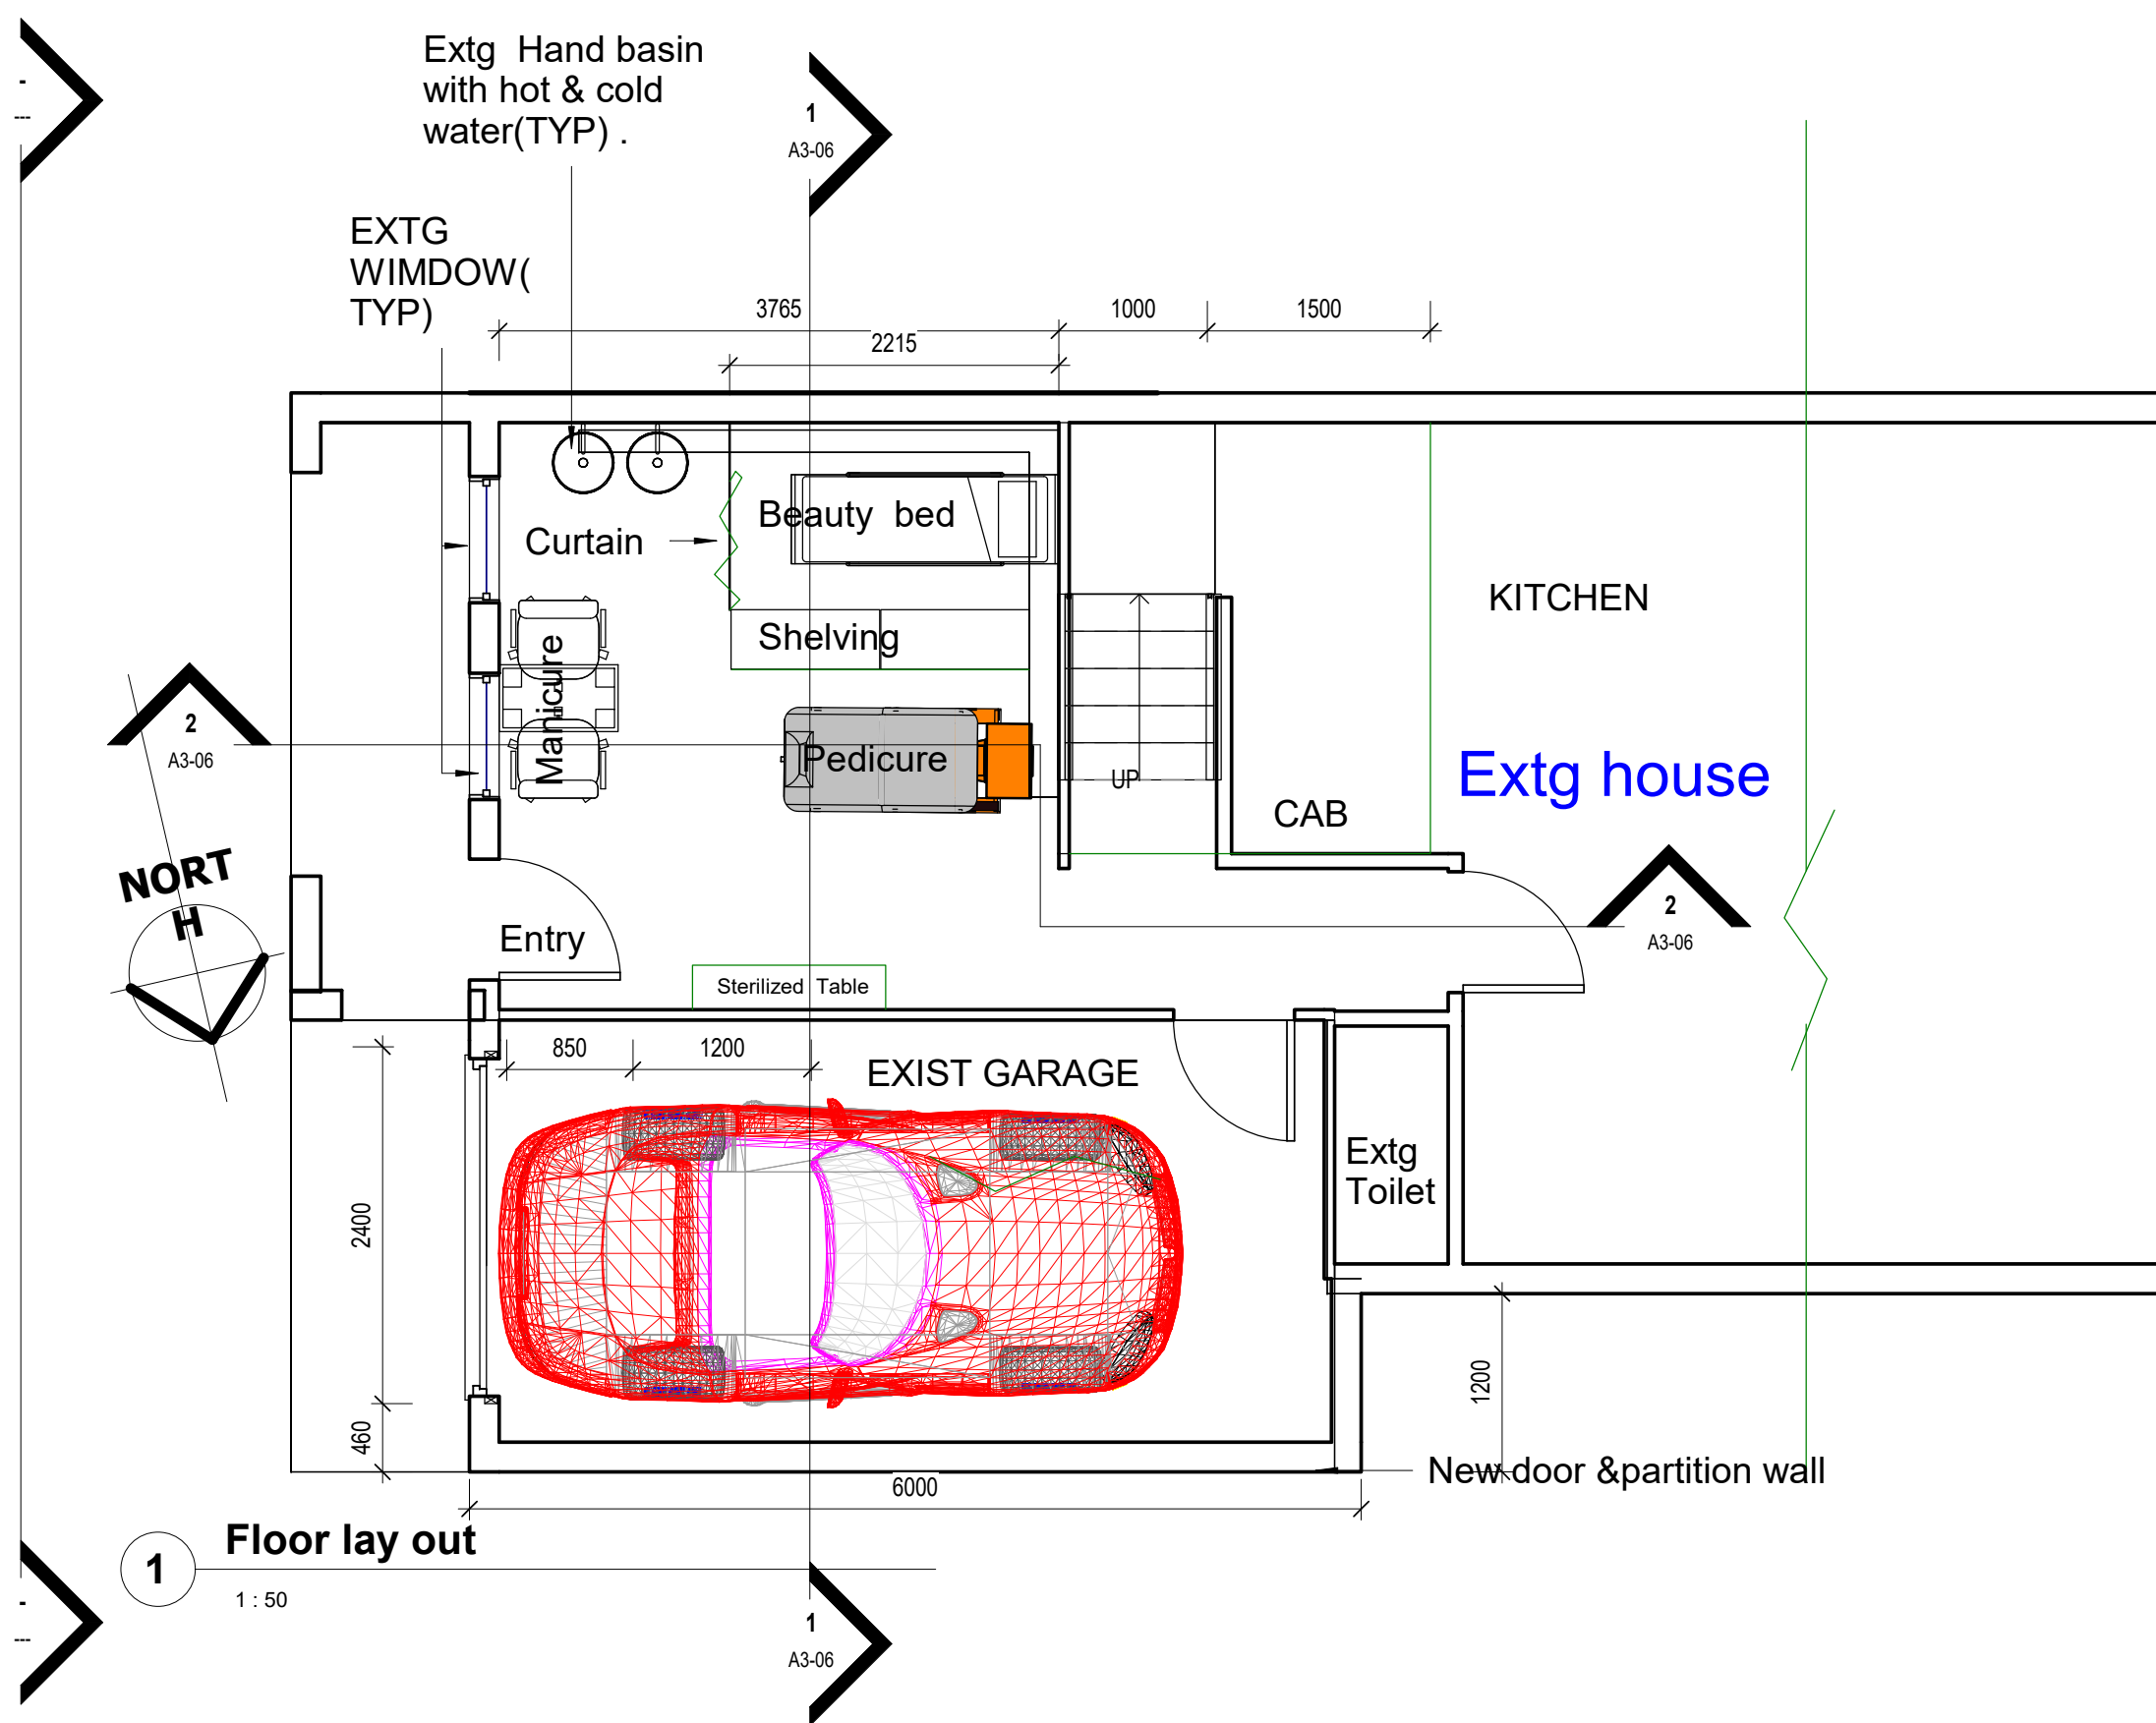 -
---
Extg Hand basin
with hot & cold
water(TYP) .
1
A3-06
EXTG
WIMDOW(
TYP)
3765
1000
1500
2215
Beauty bed
Curtain
KITCHEN
Shelving
Manicure
2
A3-06
Pedicure
UP
Extg house
CAB
NORT
H
2
A3-06
Entry
Sterilized Table
850
1200
EXIST GARAGE
Extg
Toilet
2400
460
1200
New door &partition wall
6000
1
Floor lay out
1 : 50
-
---
1
A3-06